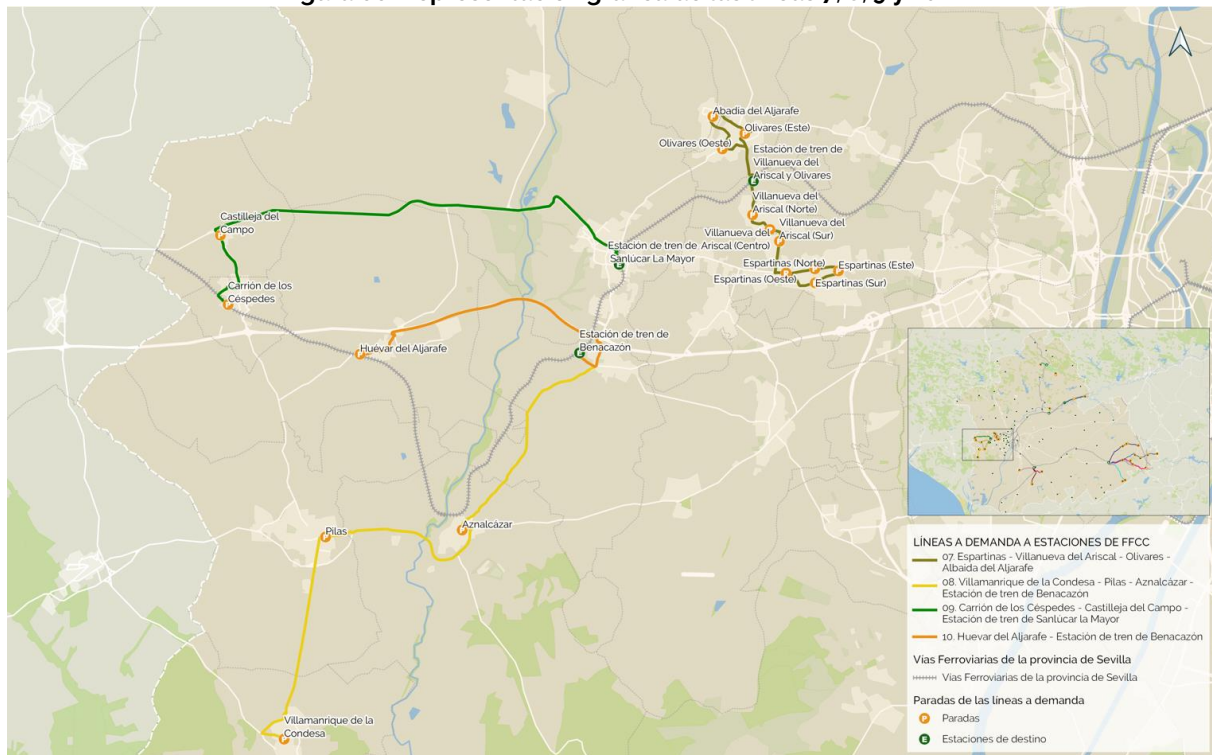 Abadia del Aljarafe
Olivares (Este)
Olivares (Oeste)
Estación de tren de
Villanueva del
Ariscal y Olivares
Villanueva del
Ariscal (Norte)
Villanueva del
Ariscal (Sur)
Villanueva del
Ariscal (Centro)
Espartinas (Norte)
Espartinas (Este)
Espartinas (Oeste)
Espartinas (Sur)
Castilleja del
Campo
Estación de tren de
Sanlúcar La Mayor
Carrión de los
Céspedes
Estación de tren de
Benacazón
Huévar del Aljarafe
Pilas
Aznalcázar
Villamanrique de la
Condesa
LÍNEAS A DEMANDA A ESTACIONES DE FFCC
07. Espartinas - Villanueva del Ariscal - Olivares -
Albaida del Aljarafe
08. Villamanrique de la Condesa - Pilas - Aznalcázar -
Estación de tren de Benacazón
09. Carrión de los Céspedes - Castilleja del Campo -
Estación de tren de Sanlúcar la Mayor
10. Huevar del Aljarafe - Estación de tren de Benacazón
Vías Ferroviarias de la provincia de Sevilla
Vías Ferroviarias de la provincia de Sevilla
Paradas de las líneas a demanda
P Paradas
E Estaciones de destino